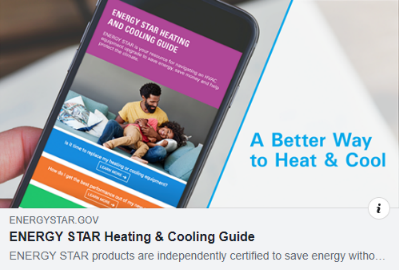 ENERGY STAR HEATING
AND COOLING GUIDE
ENERGY STAR is your resource for navigating an HVAC
equipment upgrade to save energy, save money and help
protect the climate.
Is it time to replace my heating or cooling equipment?
LEARN MORE
How do I get the best performance out of my new
LEARN MORE
A Better Way
to Heat & Cool
i
ENERGYSTAR.GOV
ENERGY STAR Heating & Cooling Guide
ENERGY STAR products are independently certified to save energy witho...